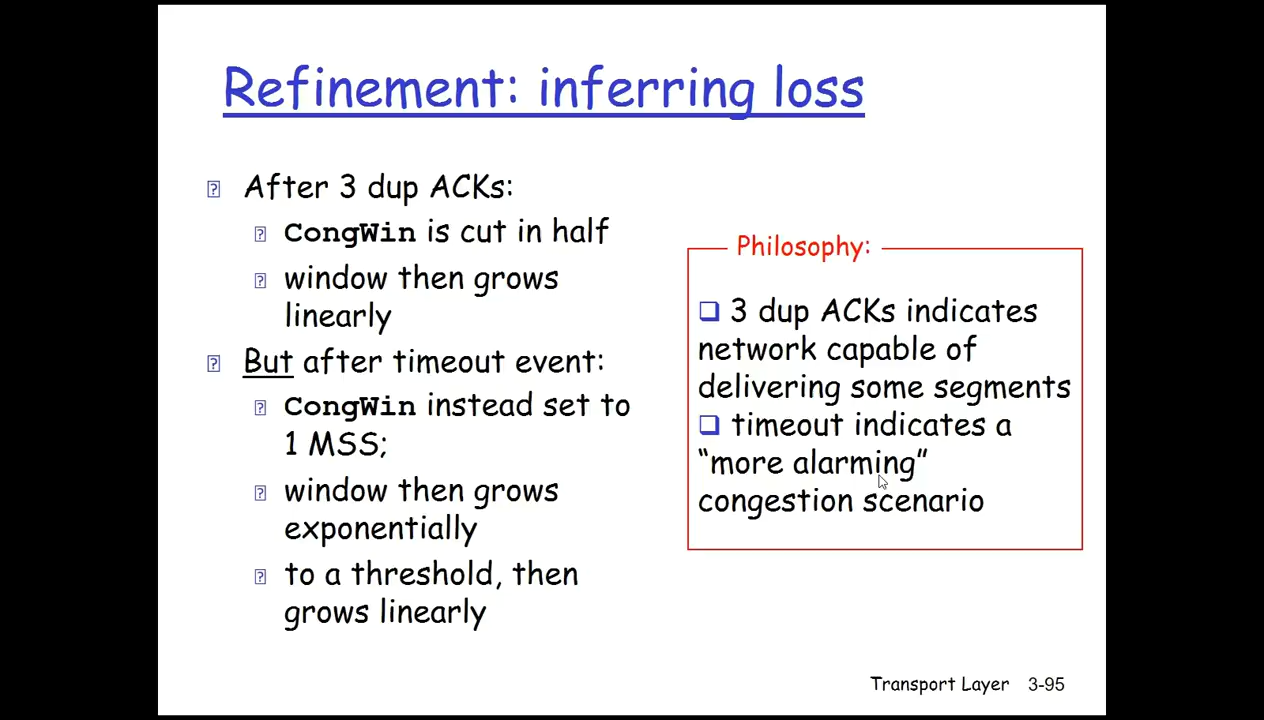 Refinement: inferring loss
After 3 dup ACKs:
CongWin is cut in half
window then grows
linearly
But after timeout event:
CongWin instead set to
1 MSS;
window then grows
exponentially
to a threshold, then
grows linearly
Philosophy:
3 dup ACKs indicates
network capable of
delivering some segments
timeout indicates a
“more alarming”
congestion scenario
Transport Layer 3-95